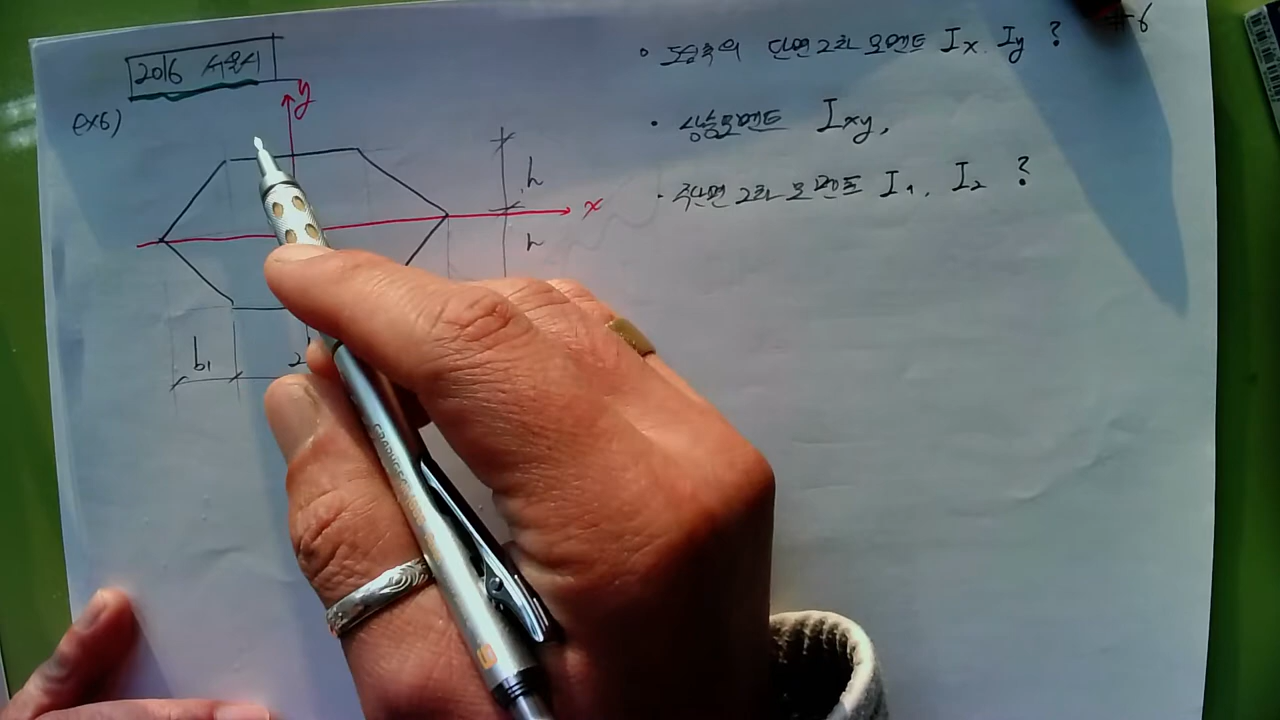 2016 서울시
#6
ex6)
y
x
h
h
b₁
2
• 도심축의 단면 2차 모멘트 Ix. Iy ?
• 상승모멘트 Ixy,
• 주단면 2차 모멘트 I₁. I₂ ?